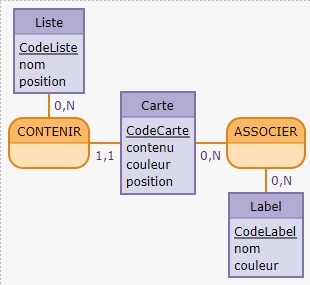 Liste
CodeListe
nom
position
0,N
CONTENIR
1,1
Carte
CodeCarte
contenu
couleur
position
0,N
ASSOCIER
0,N
Label
CodeLabel
nom
couleur